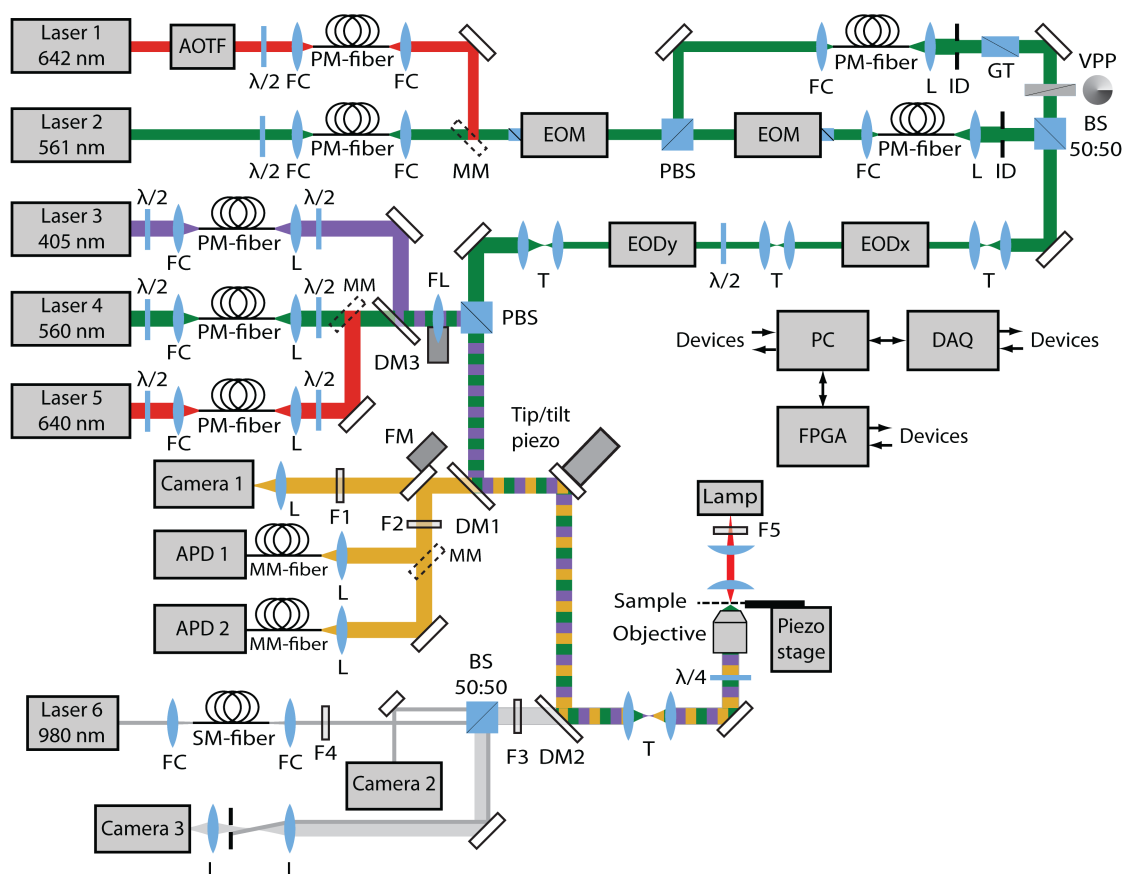 Laser 1
642 nm
AOTF
λ/2
FC
PM-fiber
FC
FC
PM-fiber
L
ID
GT
VPP
Laser 2
561 nm
λ/2
FC
PM-fiber
FC
MM
EOM
PBS
EOM
FC
PM-fiber
L
ID
BS
50:50
Laser 3
405 nm
λ/2
FC
PM-fiber
L
λ/2
T
EODy
λ/2
T
EODx
T
Laser 4
560 nm
λ/2
FC
PM-fiber
L
λ/2
MM
DM3
FL
PBS
Devices
PC
DAQ
Devices
FPGA
Devices
Laser 5
640 nm
λ/2
FC
PM-fiber
L
λ/2
Tip/tilt
piezo
FM
Camera 1
L
F1
F2
DM1
APD 1
MM-fiber
L
MM
APD 2
MM-fiber
L
Lamp
F5
Sample
Objective
Piezo
stage
λ/4
Laser 6
980 nm
FC
SM-fiber
FC
F4
BS
50:50
F3
DM2
T
Camera 2
Camera 3